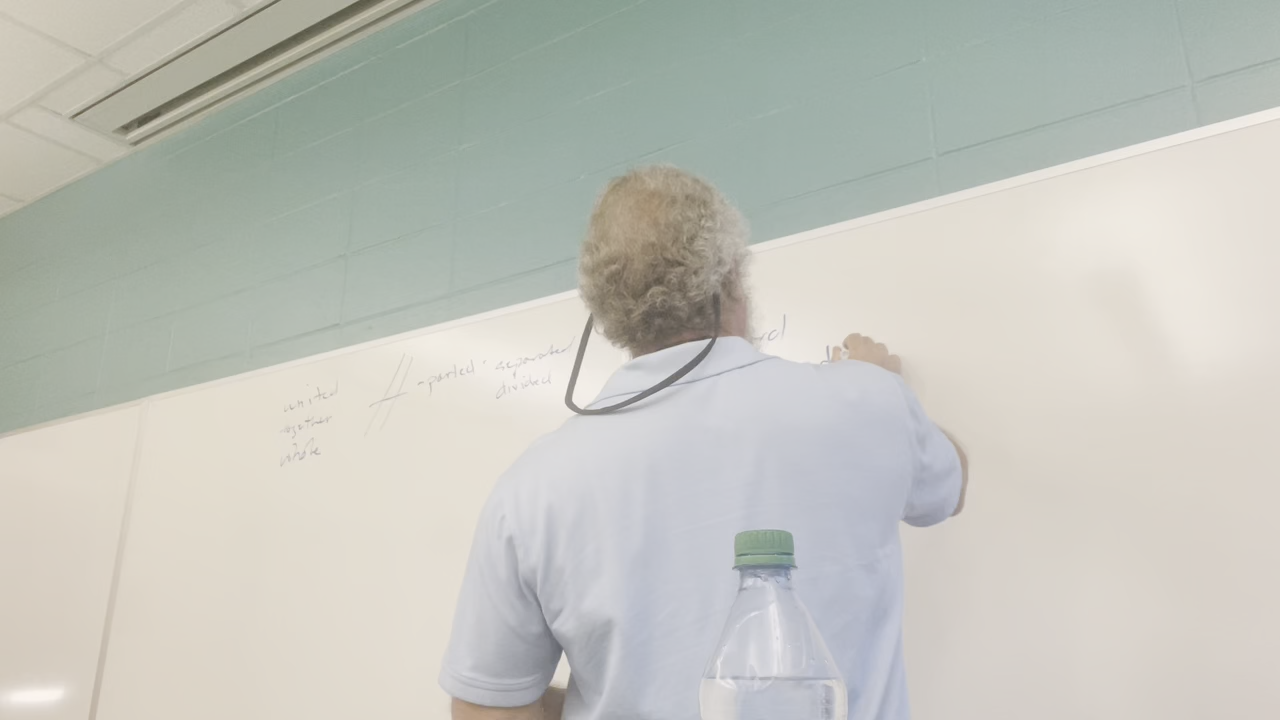 united
together
whole
- parted
separated
divided